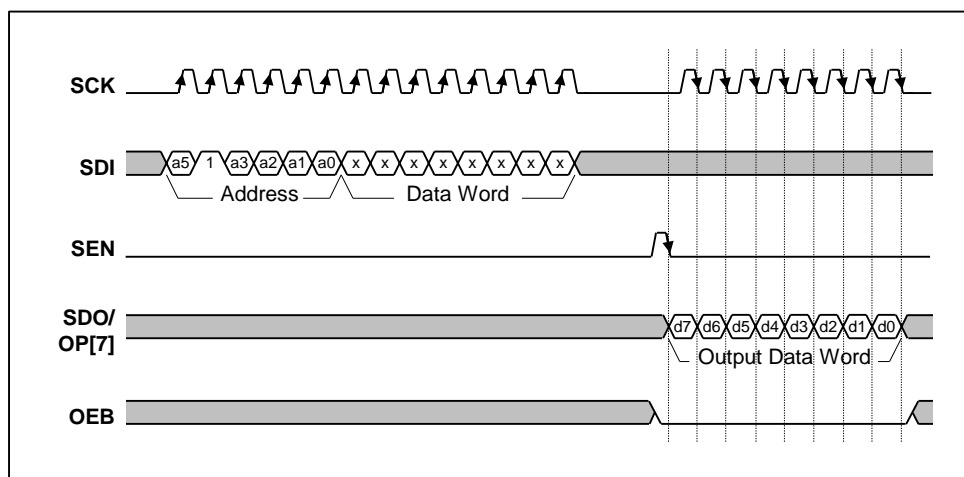 SCK
SDI a5 1 a3 a2 a1 a0 x x x x x x x x
Address Data Word
SEN
SDO/
OP[7] d7 d6 d5 d4 d3 d2 d1 d0
Output Data Word
OEB